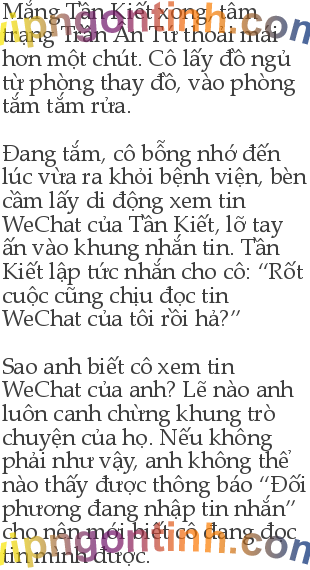 Mắng Tần Kiết xong, tâm
trạng Trần Ấn Tử thoải mái
hơn một chút. Cô lấy đồ ngủ
từ phòng thay đồ, vào phòng
tắm tắm rửa.
Đang tắm, cô bỗng nhớ đến
lúc vừa ra khỏi bệnh viện, bèn
cầm lấy di động xem tin
WeChat của Tần Kiết, lỡ tay
ấn vào khung nhắn tin. Tần
Kiết lập tức nhắn cho cô: “Rốt
cuộc cũng chịu đọc tin
WeChat của tôi rồi hả?”
Sao anh biết cô xem tin
WeChat của anh? Lẽ nào anh
luôn canh chừng khung trò
chuyện của họ. Nếu không
phải như vậy, anh không thể
nào thấy được thông báo “Đối
phương đang nhập tin nhắn”
cho nên mới biết cô đang đọc
tin mình được.